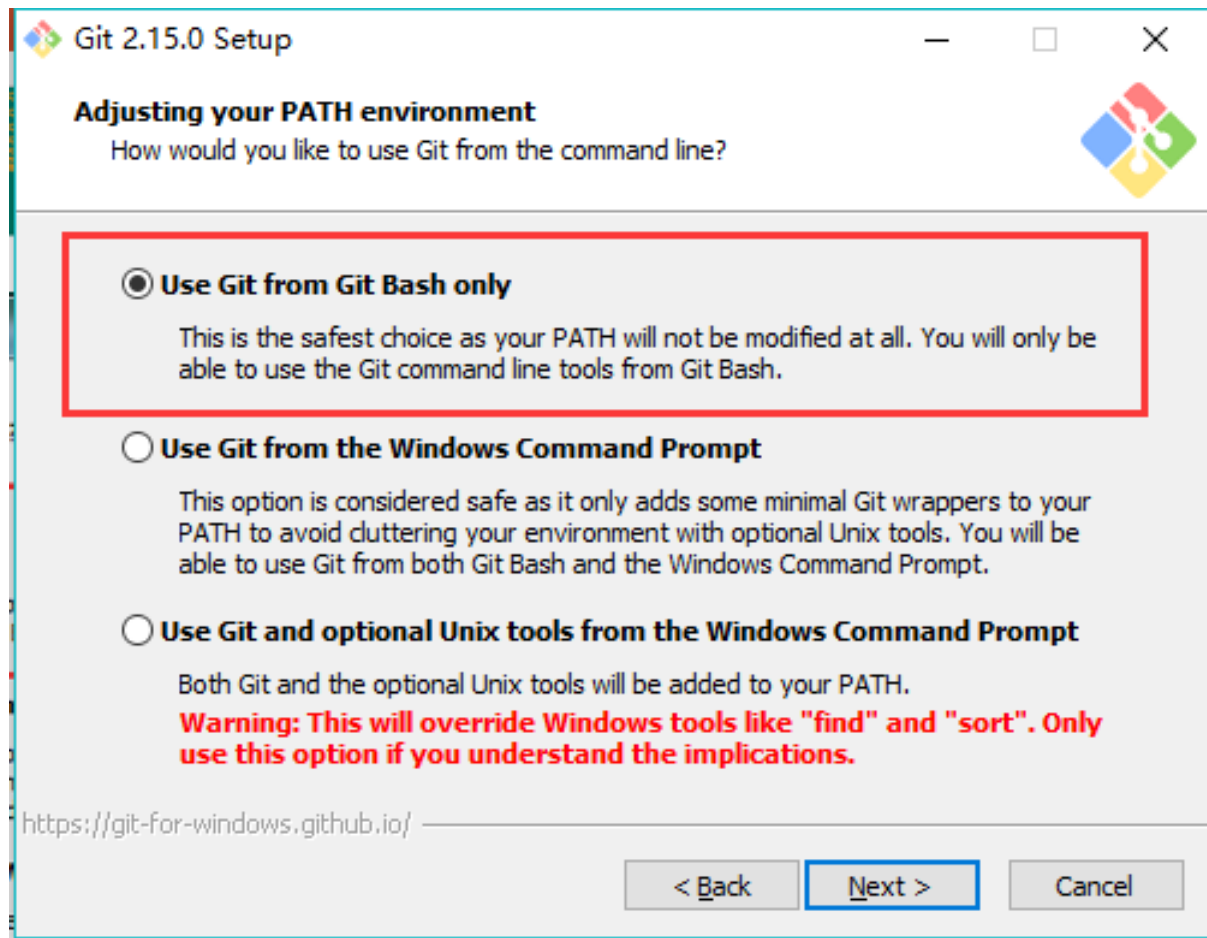 Git 2.15.0 Setup
Adjusting your PATH environment
How would you like to use Git from the command line?
Use Git from Git Bash only
This is the safest choice as your PATH will not be modified at all. You will only be
able to use the Git command line tools from Git Bash.
Use Git from the Windows Command Prompt
This option is considered safe as it only adds some minimal Git wrappers to your
PATH to avoid cluttering your environment with optional Unix tools. You will be
able to use Git from both Git Bash and the Windows Command Prompt.
Use Git and optional Unix tools from the Windows Command Prompt
Both Git and the optional Unix tools will be added to your PATH.
Warning: This will override Windows tools like "find" and "sort". Only
use this option if you understand the implications.
https://git-for-windows.github.io/
< Back
Next >
Cancel